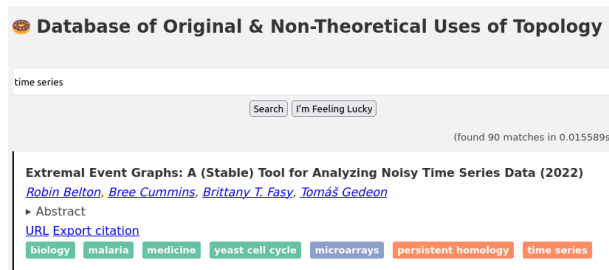 Database of Original & Non-Theoretical Uses of Topology
time series
Search I'm Feeling Lucky
(found 90 matches in 0.015589s
Extremal Event Graphs: A (Stable) Tool for Analyzing Noisy Time Series Data (2022)
Robin Belton, Bree Cummins, Brittany T. Fasy, Tomáš Gedeon
▸ Abstract
URL Export citation
biology malaria medicine yeast cell cycle microarrays persistent homology time series